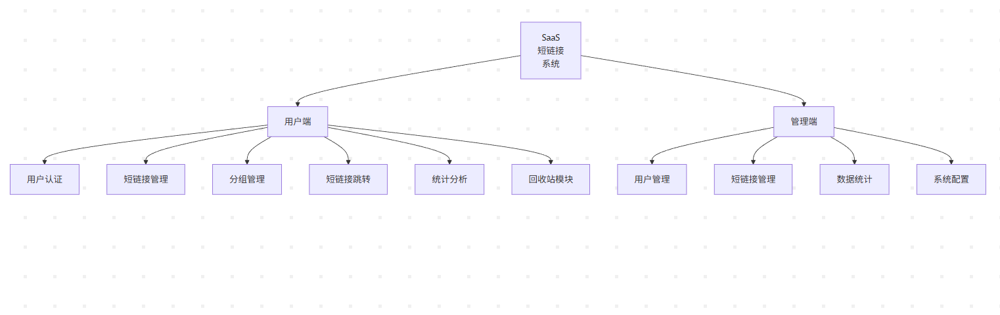 SaaS
短链接
系统
用户端
管理端
用户认证
短链接管理
分组管理
短链接跳转
统计分析
回收站模块
用户管理
短链接管理
数据统计
系统配置